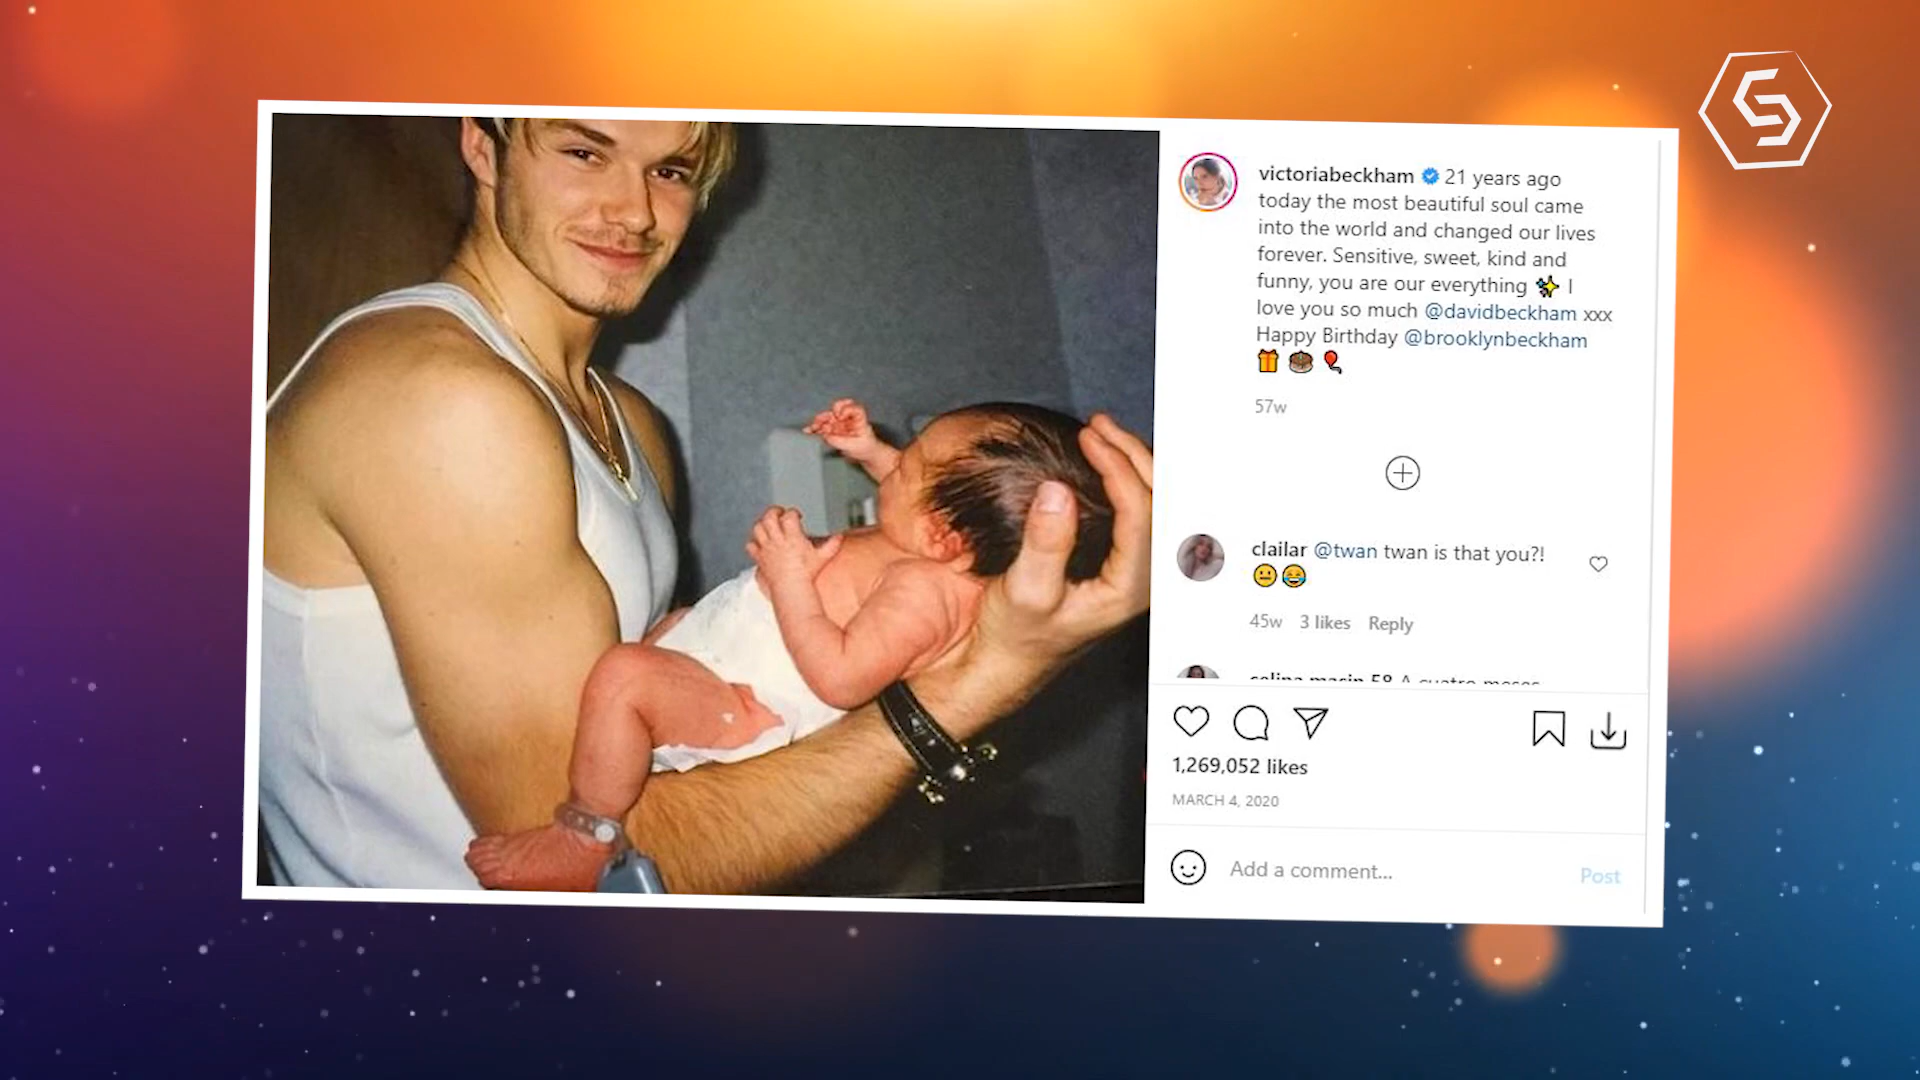 victoriabeckham 21 years ago
today the most beautiful soul came
into the world and changed our lives
forever. Sensitive, sweet, kind and
funny, you are our everything ✨ I
love you so much @davidbeckham xxx
Happy Birthday @brooklynbeckham
🎁 🎂 🎈
57w
clailar @twan twan is that you?!
😐😂
45w 3 likes Reply
1,269,052 likes
MARCH 4, 2020
Add a comment... Post